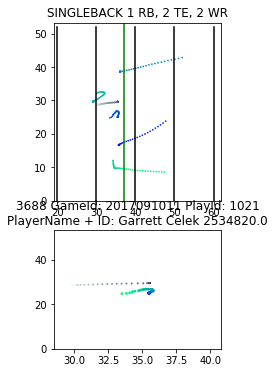 SINGLEBACK 1 RB, 2 TE, 2 WR
50
40
30
20
10
0
20 30 40 50 60
3688 GameId: 2017091011 PlayId: 1021
PlayerName + ID: Garrett Celek 2534820.0
40
20
0
30.0 32.5 35.0 37.5 40.0